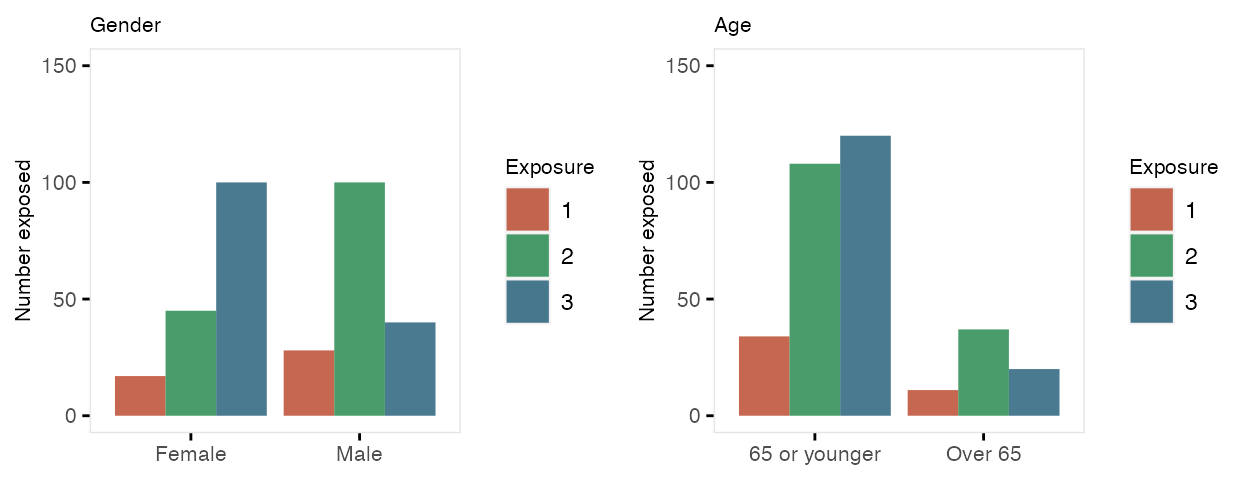 Gender
Number exposed
150
100
50
0
Female Male
Exposure
1
2
3
Age
Number exposed
150
100
50
0
65 or younger Over 65
Exposure
1
2
3